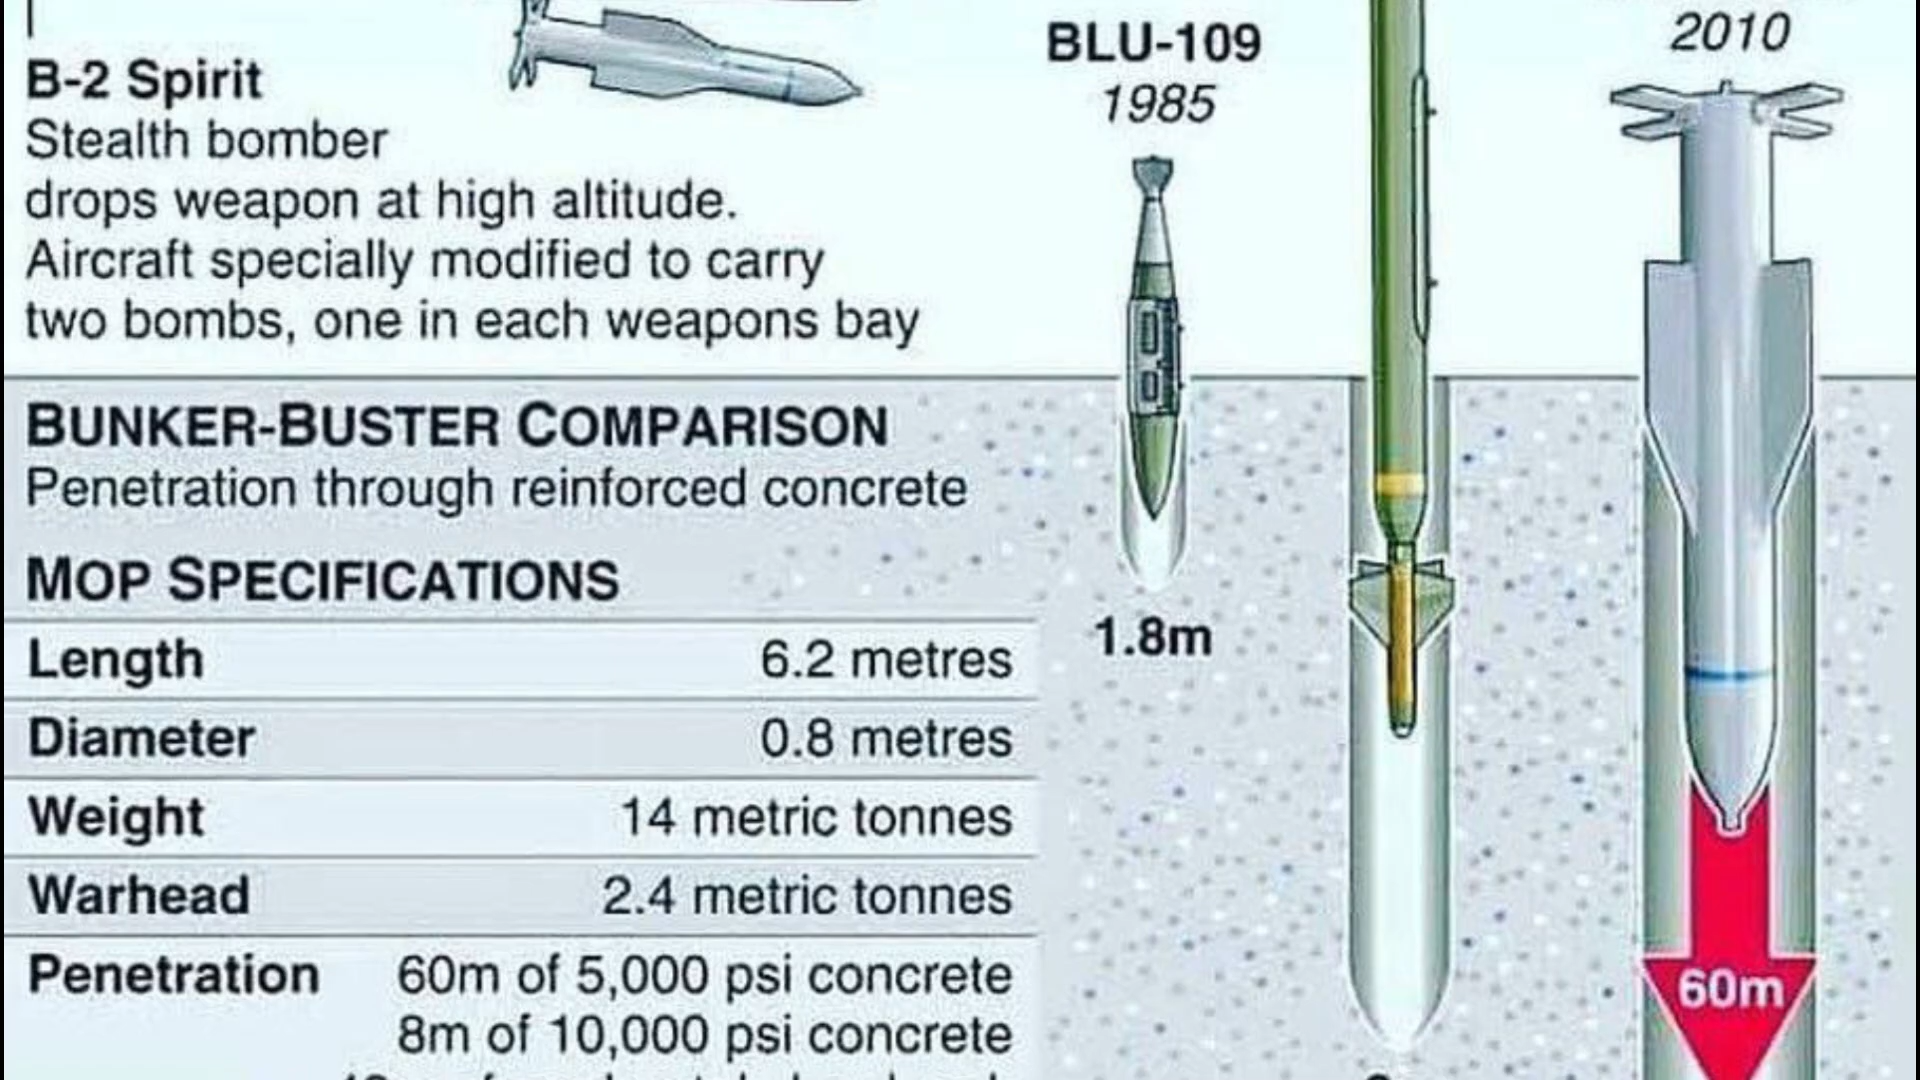 B-2 Spirit
Stealth bomber
drops weapon at high altitude.
Aircraft specially modified to carry
two bombs, one in each weapons bay
BLU-109
1985
2010
BUNKER-BUSTER COMPARISON
Penetration through reinforced concrete
1.8m
60m
MOP SPECIFICATIONS
Length 6.2 metres
Diameter 0.8 metres
Weight 14 metric tonnes
Warhead 2.4 metric tonnes
Penetration 60m of 5,000 psi concrete
8m of 10,000 psi concrete